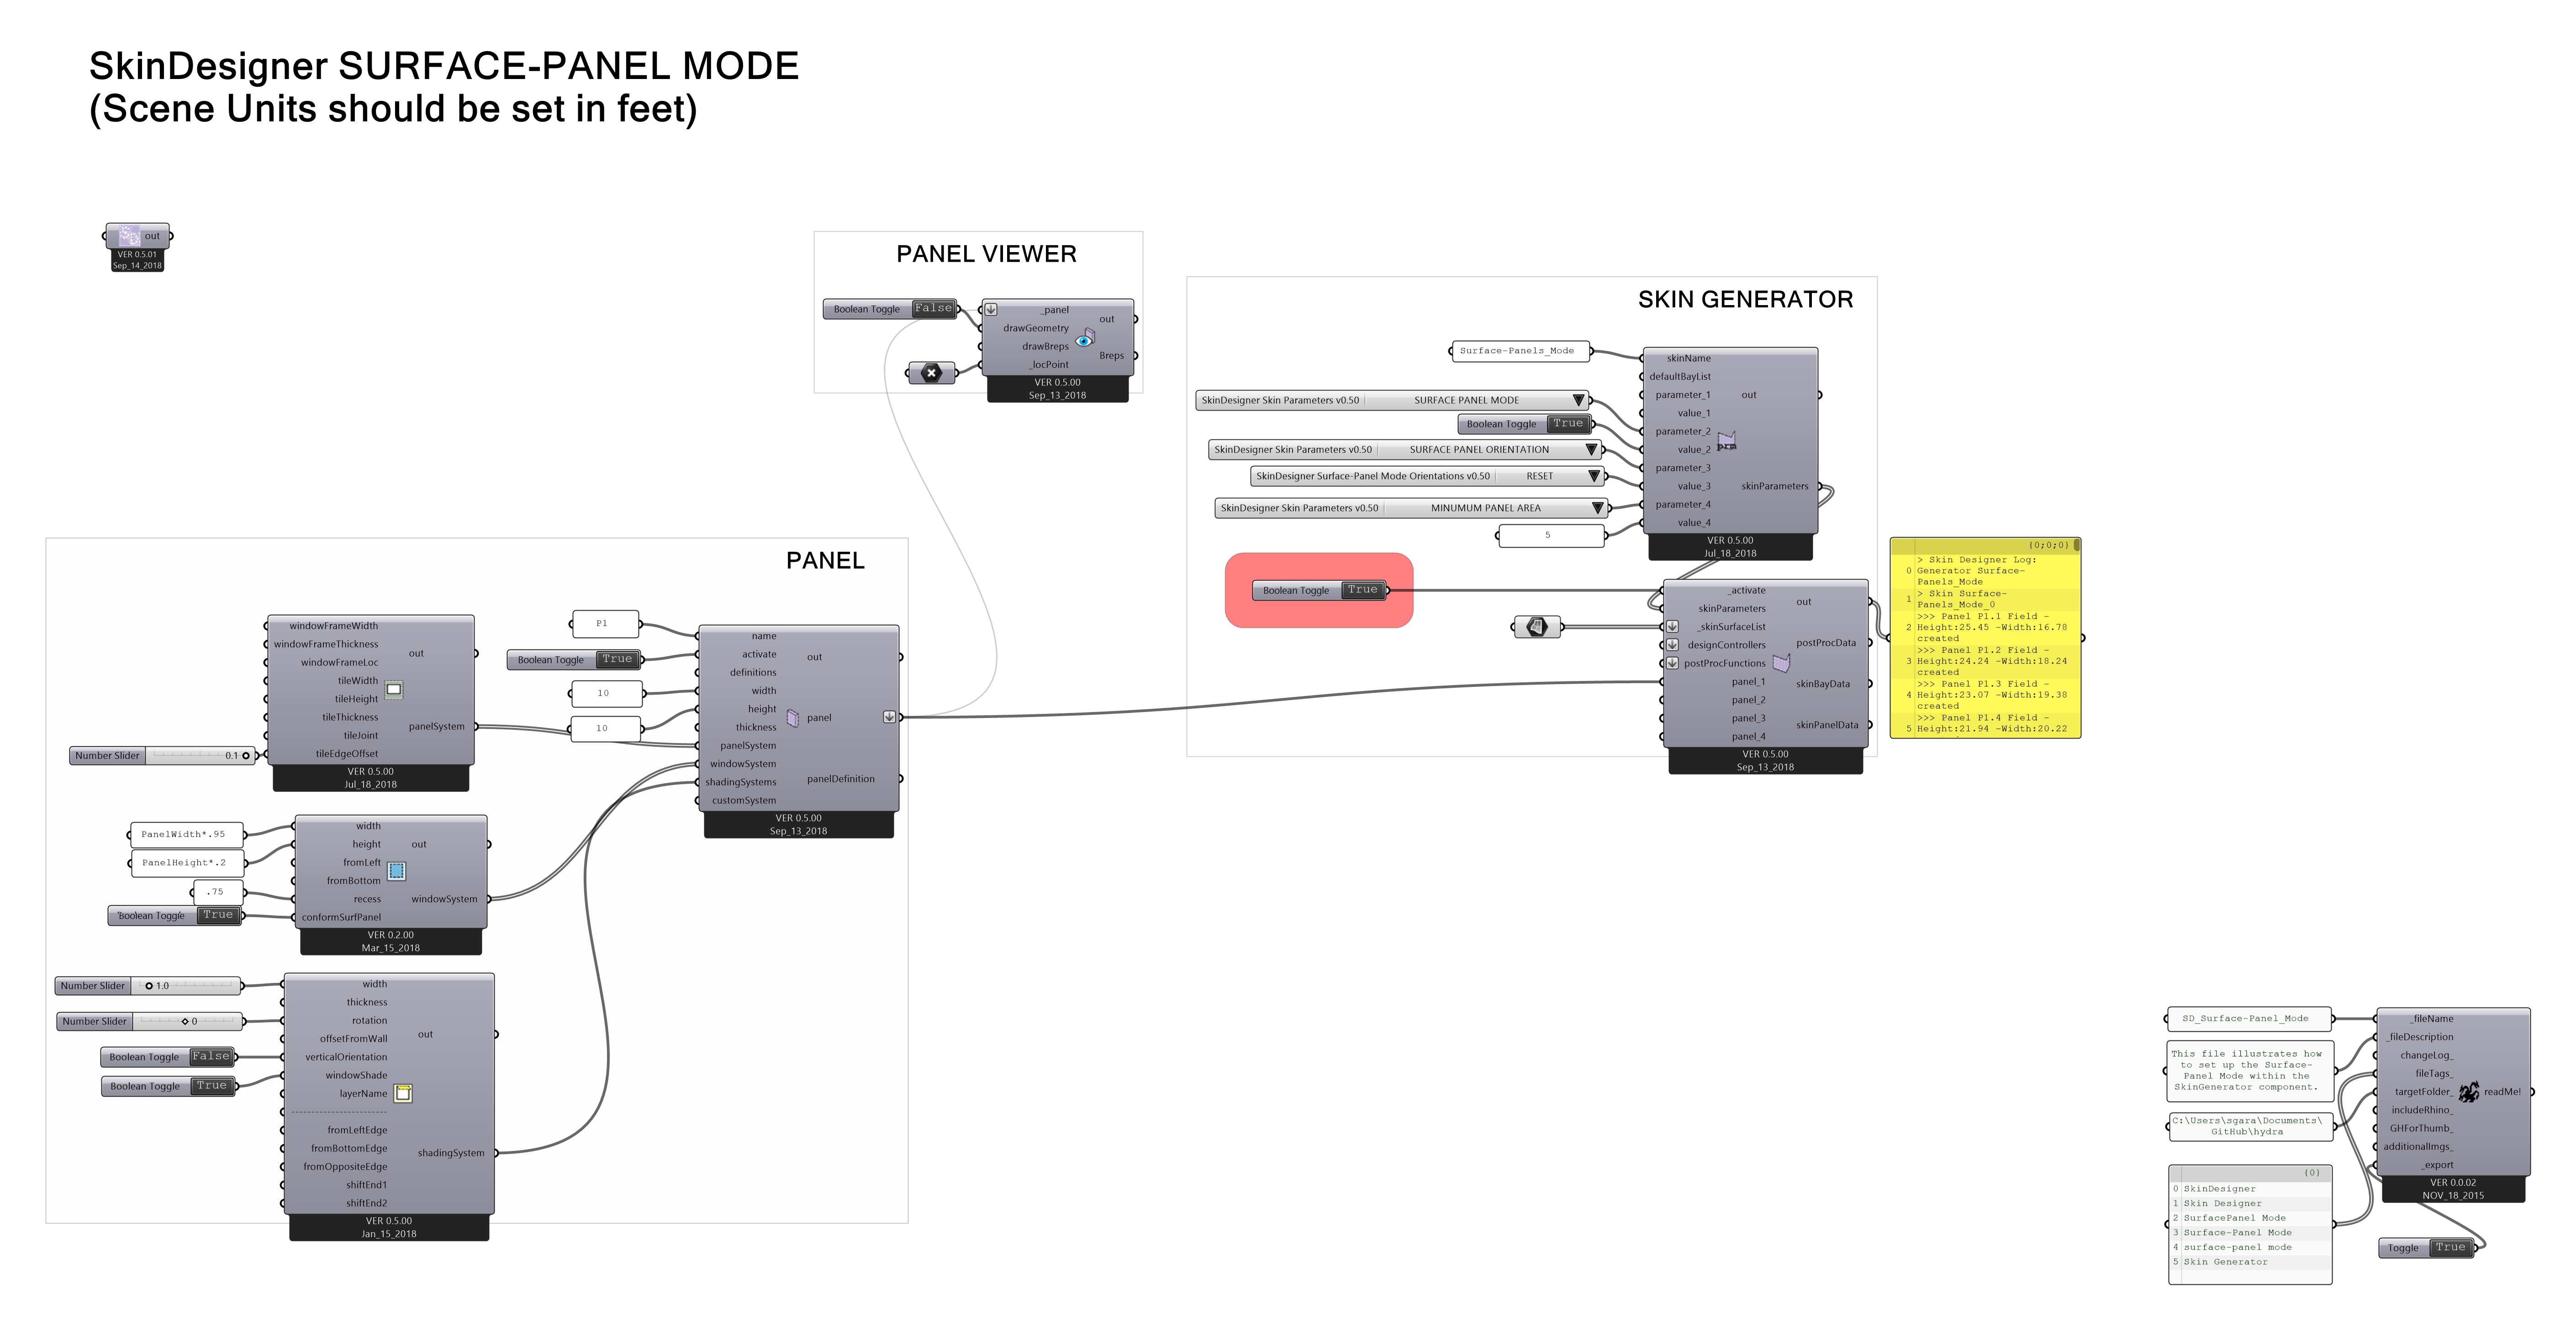 SkinDesigner SURFACE-PANEL MODE
(Scene Units should be set in feet)
out
VER 0.5.01
Sep_14_2018
PANEL VIEWER
Boolean Toggle False
_panel
drawGeometry
drawBreps
_locPoint
out
Breps
VER 0.5.00
Sep_13_2018
SKIN GENERATOR
Surface-Panels_Mode
SkinDesigner Skin Parameters v0.50 SURFACE PANEL MODE
Boolean Toggle True
SkinDesigner Skin Parameters v0.50 SURFACE PANEL ORIENTATION
SkinDesigner Surface-Panel Mode Orientations v0.50 RESET
SkinDesigner Skin Parameters v0.50 MINUMUM PANEL AREA
5
skinName
defaultBayList
parameter_1
value_1
parameter_2
value_2
parameter_3
value_3
parameter_4
value_4
out
skinParameters
VER 0.5.00
Jul_18_2018
Boolean Toggle True
_activate
skinParameters
_skinSurfaceList
designControllers
postProcFunctions
panel_1
panel_2
panel_3
panel_4
out
postProcData
skinBayData
skinPanelData
VER 0.5.00
Sep_13_2018
{0;0;0}
0 > Skin Designer Log:
Generator Surface-
Panels_Mode
1 > Skin Surface-
Panels_Mode_0
2 >>> Panel P1.1 Field -
Height:25.45 -Width:16.78
created
3 >>> Panel P1.2 Field -
Height:24.24 -Width:18.24
created
4 >>> Panel P1.3 Field -
Height:23.07 -Width:19.38
created
5 >>> Panel P1.4 Field -
Height:21.94 -Width:20.22
PANEL
windowFrameWidth
windowFrameThickness
windowFrameLoc
tileWidth
tileHeight
tileThickness
tileJoint
tileEdgeOffset
out
panelSystem
VER 0.5.00
Jul_18_2018
Number Slider 0.1
P1
Boolean Toggle True
10
10
name
activate
definitions
width
height
thickness
panelSystem
windowSystem
shadingSystems
customSystem
out
panel
panelDefinition
VER 0.5.00
Sep_13_2018
PanelWidth*.95
PanelHeight*.2
.75
Boolean Toggle True
width
height
fromLeft
fromBottom
recess
conformSurfPanel
out
windowSystem
VER 0.2.00
Mar_15_2018
Number Slider 1.0
Number Slider 0
Boolean Toggle False
Boolean Toggle True
width
thickness
rotation
offsetFromWall
verticalOrientation
windowShade
layerName
--------------------
fromLeftEdge
fromBottomEdge
fromOppositeEdge
shiftEnd1
shiftEnd2
out
shadingSystem
VER 0.5.00
Jan_15_2018
SD_Surface-Panel_Mode
This file illustrates how
to set up the Surface-
Panel Mode within the
SkinGenerator component.
C:\Users\sgara\Documents\
GitHub\hydra
{0}
0 SkinDesigner
1 Skin Designer
2 SurfacePanel Mode
3 Surface-Panel Mode
4 surface-panel mode
5 Skin Generator
_fileName
_fileDescription
changeLog_
fileTags_
targetFolder_
includeRhino_
GHForThumb_
additionalImgs_
_export
readMe!
VER 0.0.02
NOV_18_2015
Toggle True